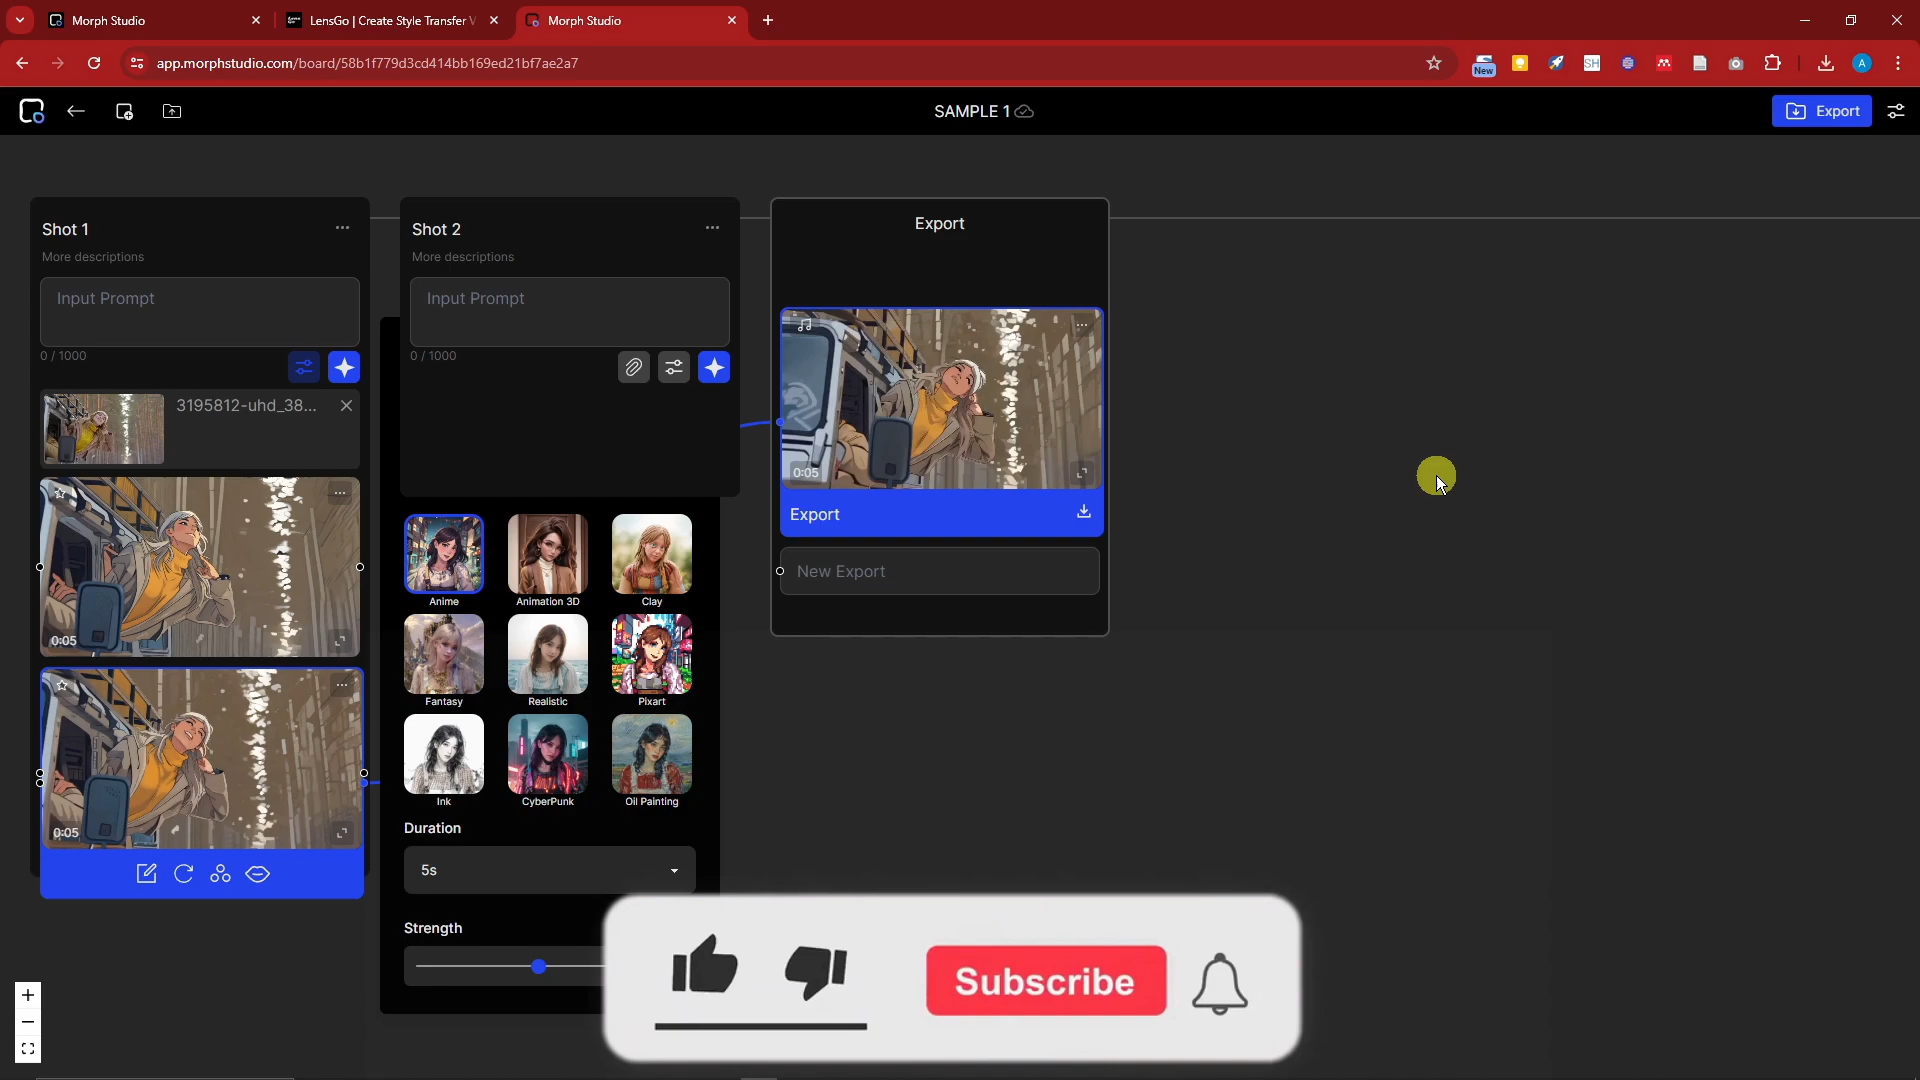 Morph Studio
LensGo | Create Style Transfer V
Morph Studio
app.morphstudio.com/board/58b1f779d3cd414bb169ed21bf7ae2a7
New
SH
A
SAMPLE 1
Export
Shot 1
More descriptions
Input Prompt
0 / 1000
3195812-uhd_38...
0:05
0:05
Shot 2
More descriptions
Input Prompt
0 / 1000
Anime
Animation 3D
Clay
Fantasy
Realistic
Pixart
Ink
CyberPunk
Oil Painting
Duration
5s
Strength
Export
0:05
Export
New Export
Subscribe